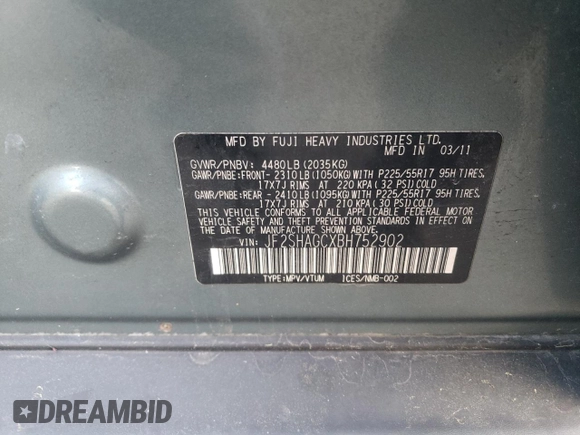 MFD BY FUJI HEAVY INDUSTRIES LTD.
MFD IN 03/11
GVWR/PNBV: 4480LB(2035KG)
GAWR/PNBE:FRONT- 2310LB(1050KG)WITH P225/55R17 95H TIRES.
17X7J RIMS AT 220 KPA(32 PSI)COLD
GAWR/PNBE:REAR - 2410LB(1095KG)WITH P225/55R17 95H TIRES.
17X7J RIMS AT 210 KPA(30 PSI)COLD
THIS VEHICLE CONFORMS TO ALL APPLICABLE FEDERAL MOTOR
VEHICLE SAFETY AND THEFT PREVENTION STANDARDS IN EFFECT
ON THE DATE OF MANUFACTURE SHOWN ABOVE.
VIN: JF2SHAGCXBH752902
TYPE:MPV/VTUM ICES/NMB-002
DREAMBID